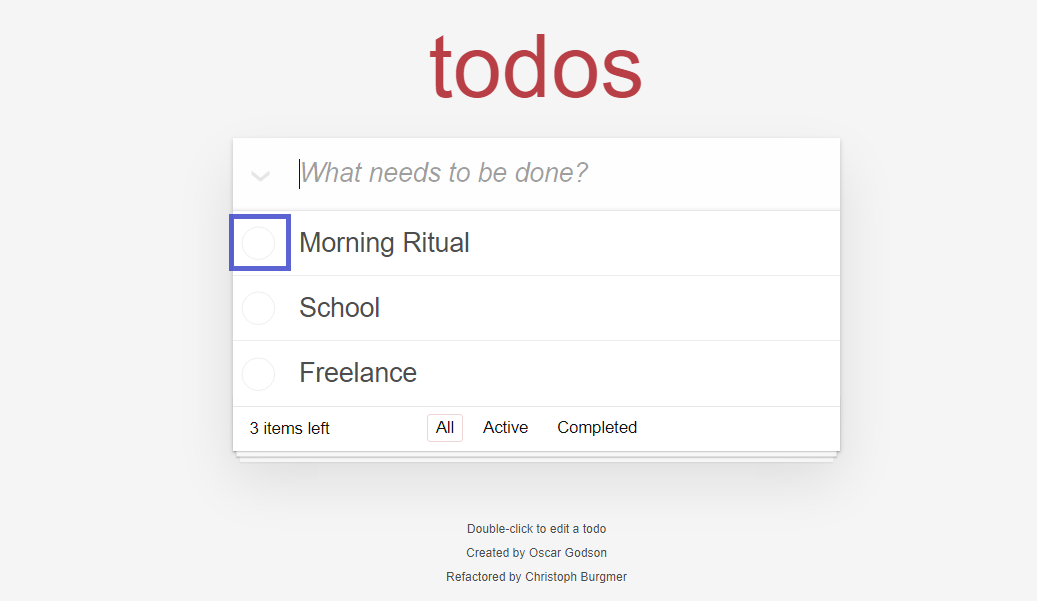 todos
What needs to be done?
Morning Ritual
School
Freelance
3 items left All Active Completed
Double-click to edit a todo
Created by Oscar Godson
Refactored by Christoph Burgmer